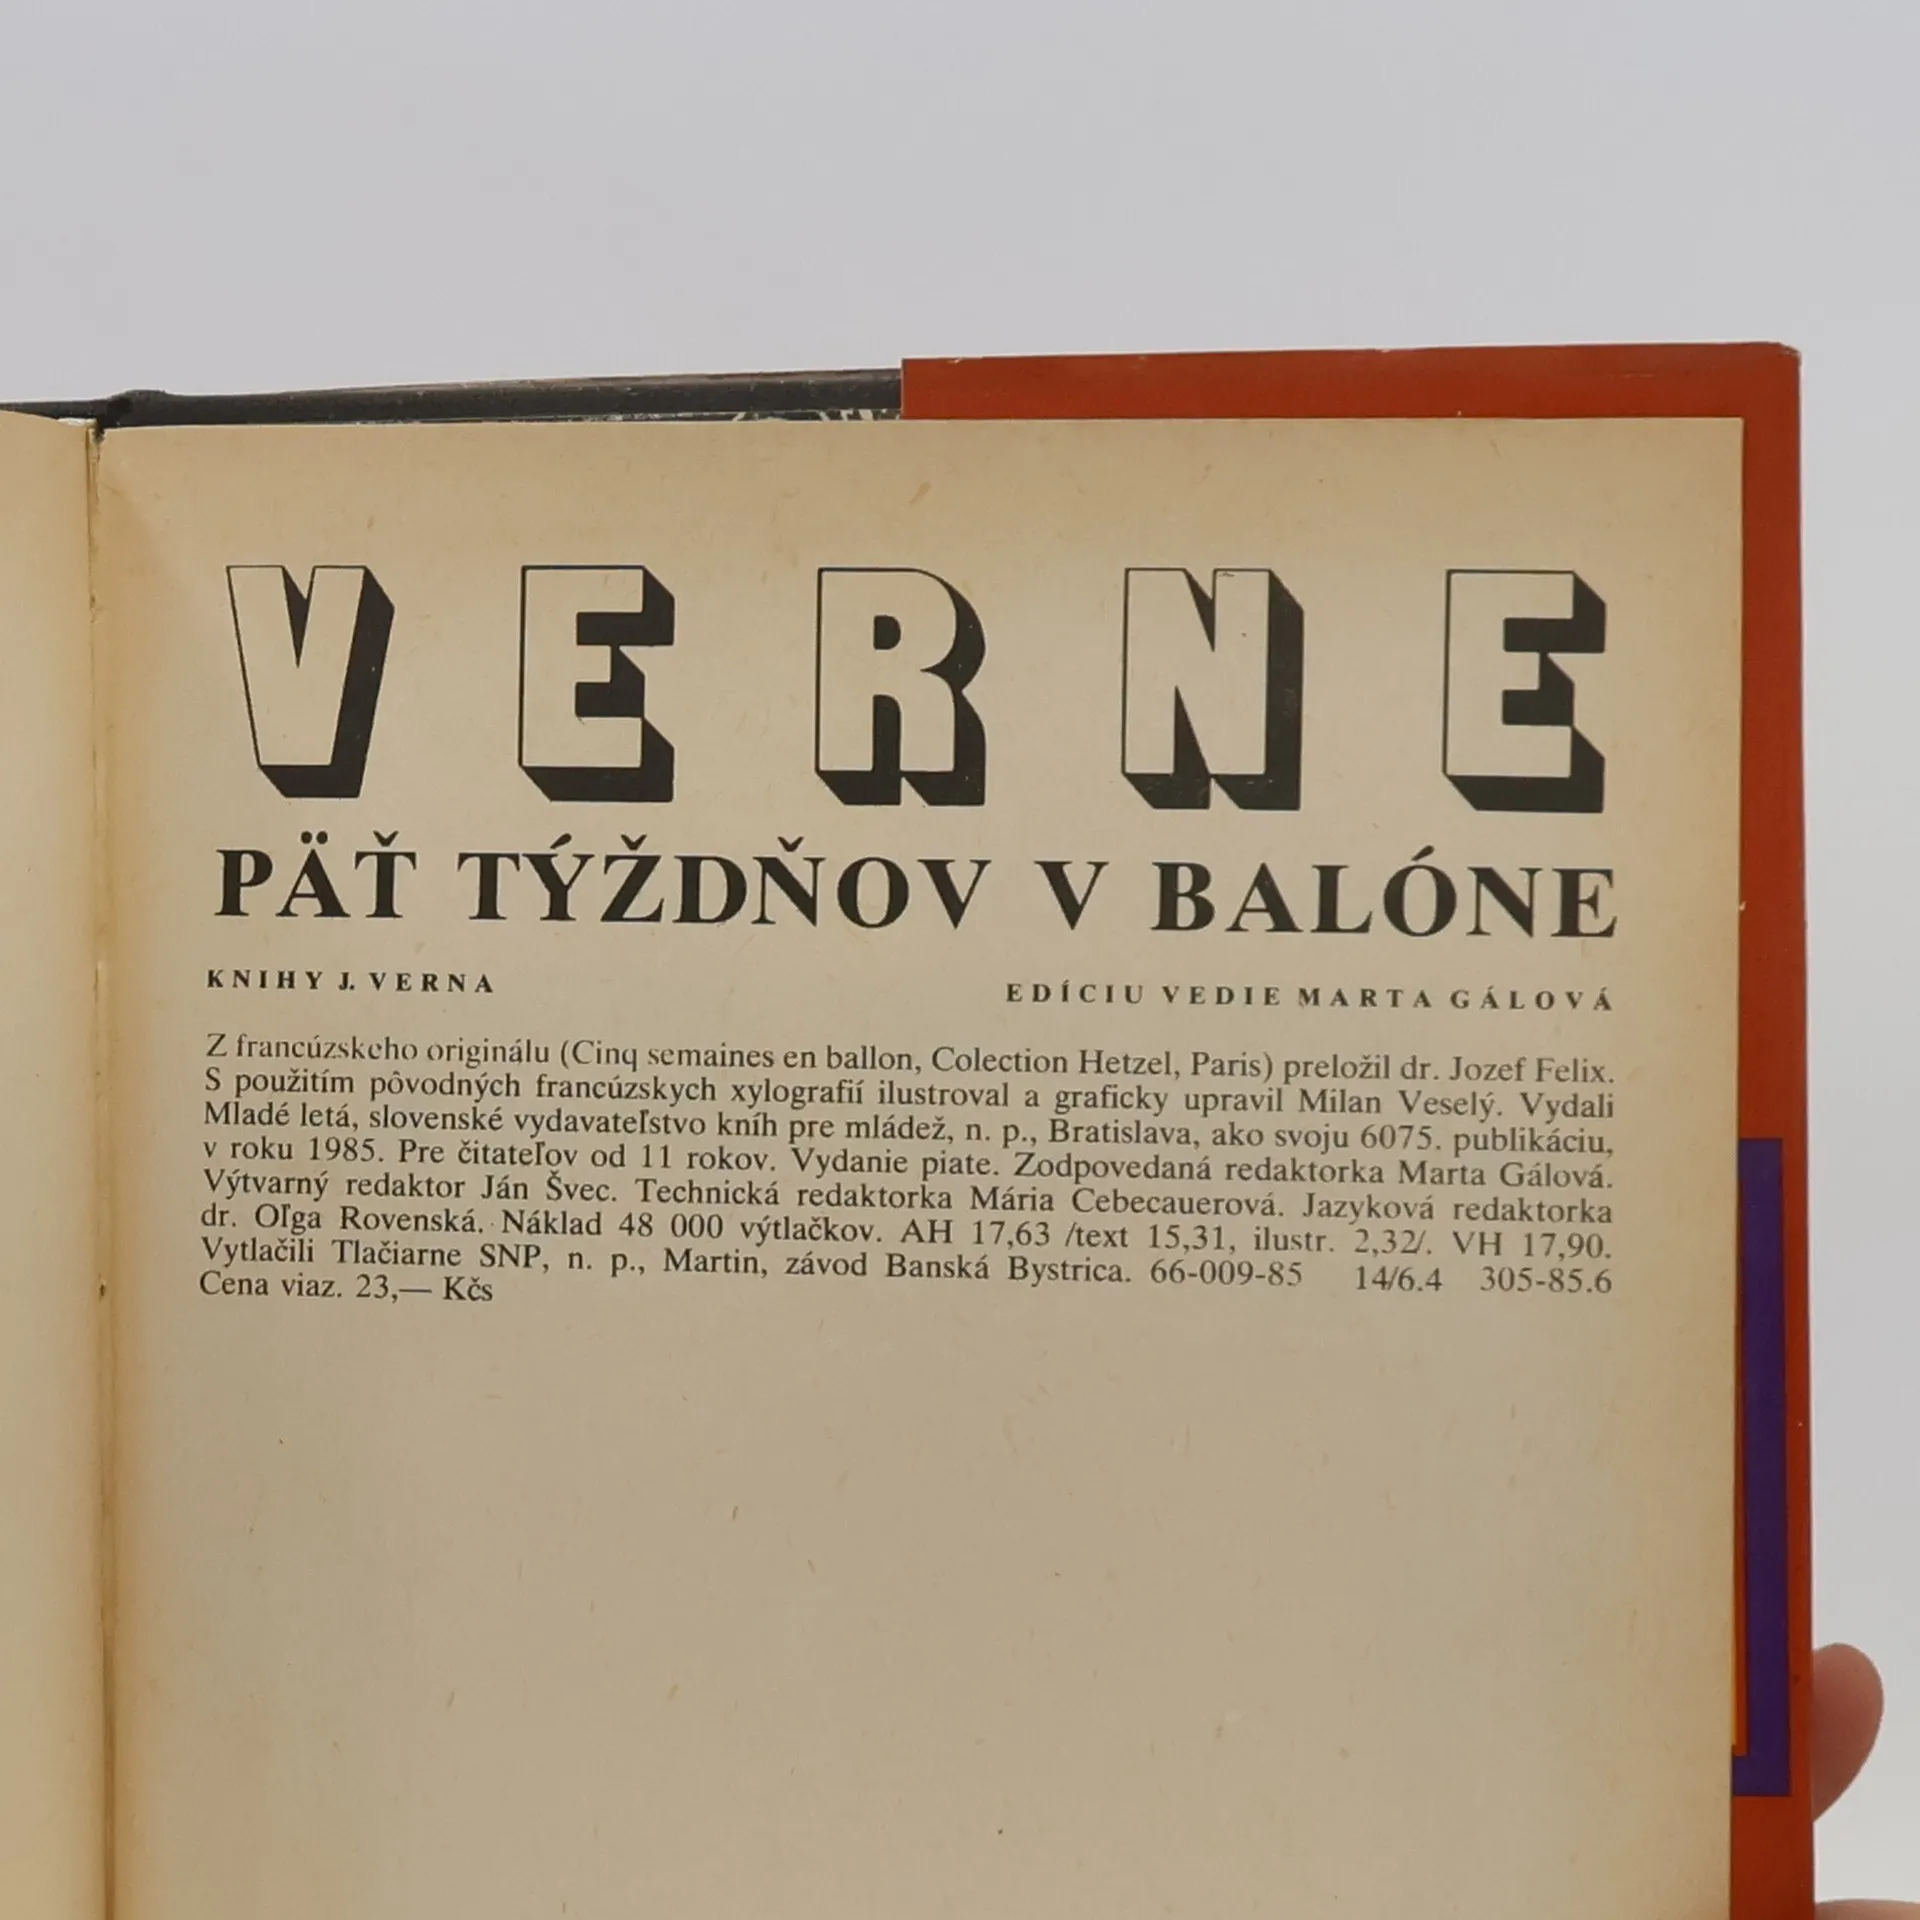 VERNE
PÄŤ TÝŽDŇOV V BALÓNE
KNIHY J. VERNA EDÍCIU VEDIE MARTA GÁLOVÁ
Z francúzskeho originálu (Cinq semaines en ballon, Colection Hetzel, Paris) preložil dr. Jozef Felix.
S použitím pôvodných francúzskych xylografií ilustroval a graficky upravil Milan Veselý. Vydali
Mladé letá, slovenské vydavateľstvo kníh pre mládež, n. p., Bratislava, ako svoju 6075. publikáciu,
v roku 1985. Pre čitateľov od 11 rokov. Vydanie piate. Zodpovedaná redaktorka Marta Gálová.
Výtvarný redaktor Ján Švec. Technická redaktorka Mária Cebecauerová. Jazyková redaktorka
dr. Oľga Rovenská. Náklad 48 000 výtlačkov. AH 17,63 /text 15,31, ilustr. 2,32/. VH 17,90.
Vytlačili Tlačiarne SNP, n. p., Martin, závod Banská Bystrica. 66-009-85 14/6.4 305-85.6
Cena viaz. 23,— Kčs